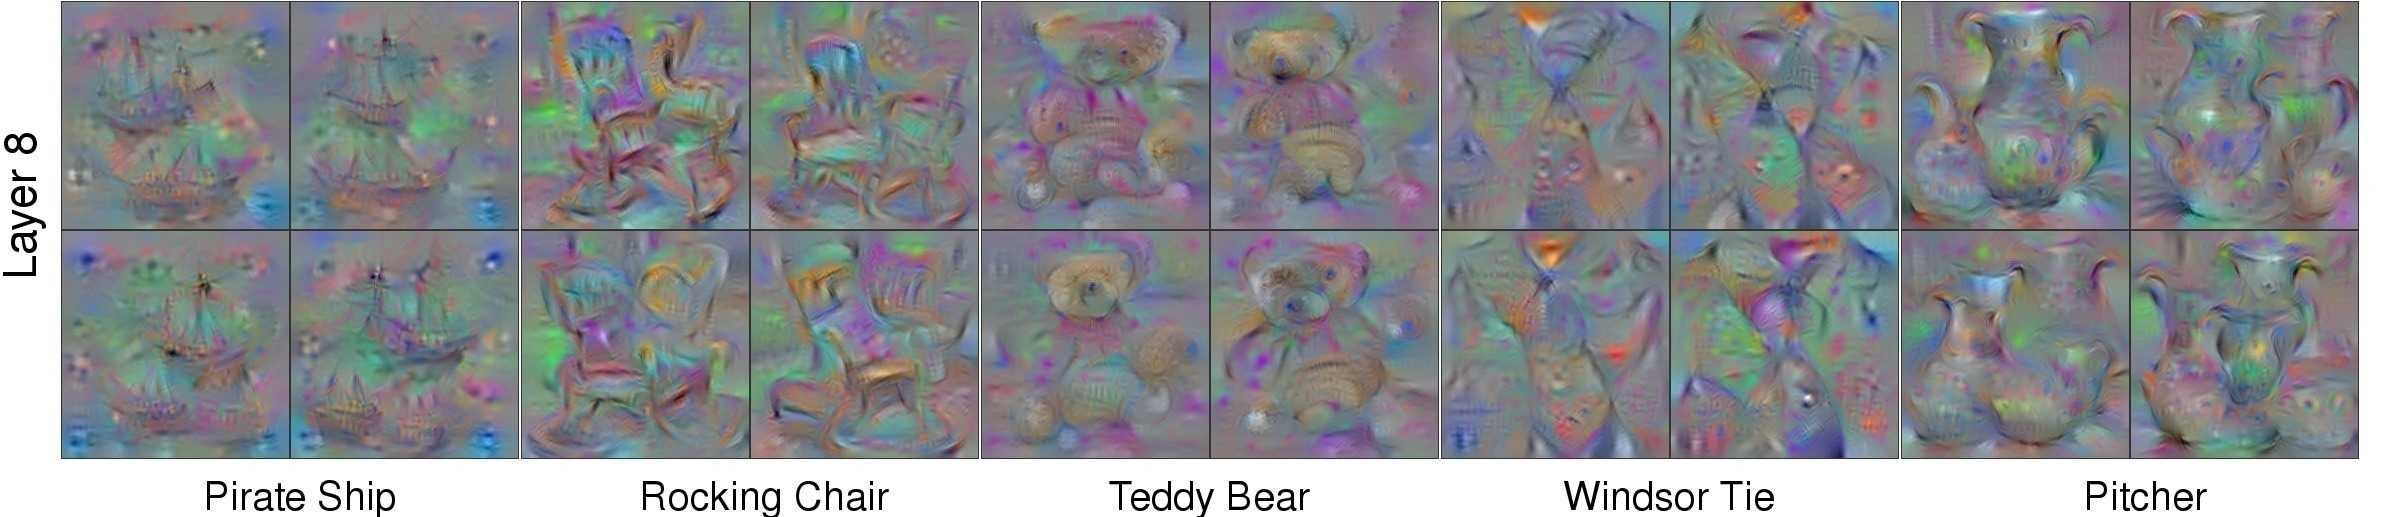 Layer 8
Pirate Ship
Rocking Chair
Teddy Bear
Windsor Tie
Pitcher